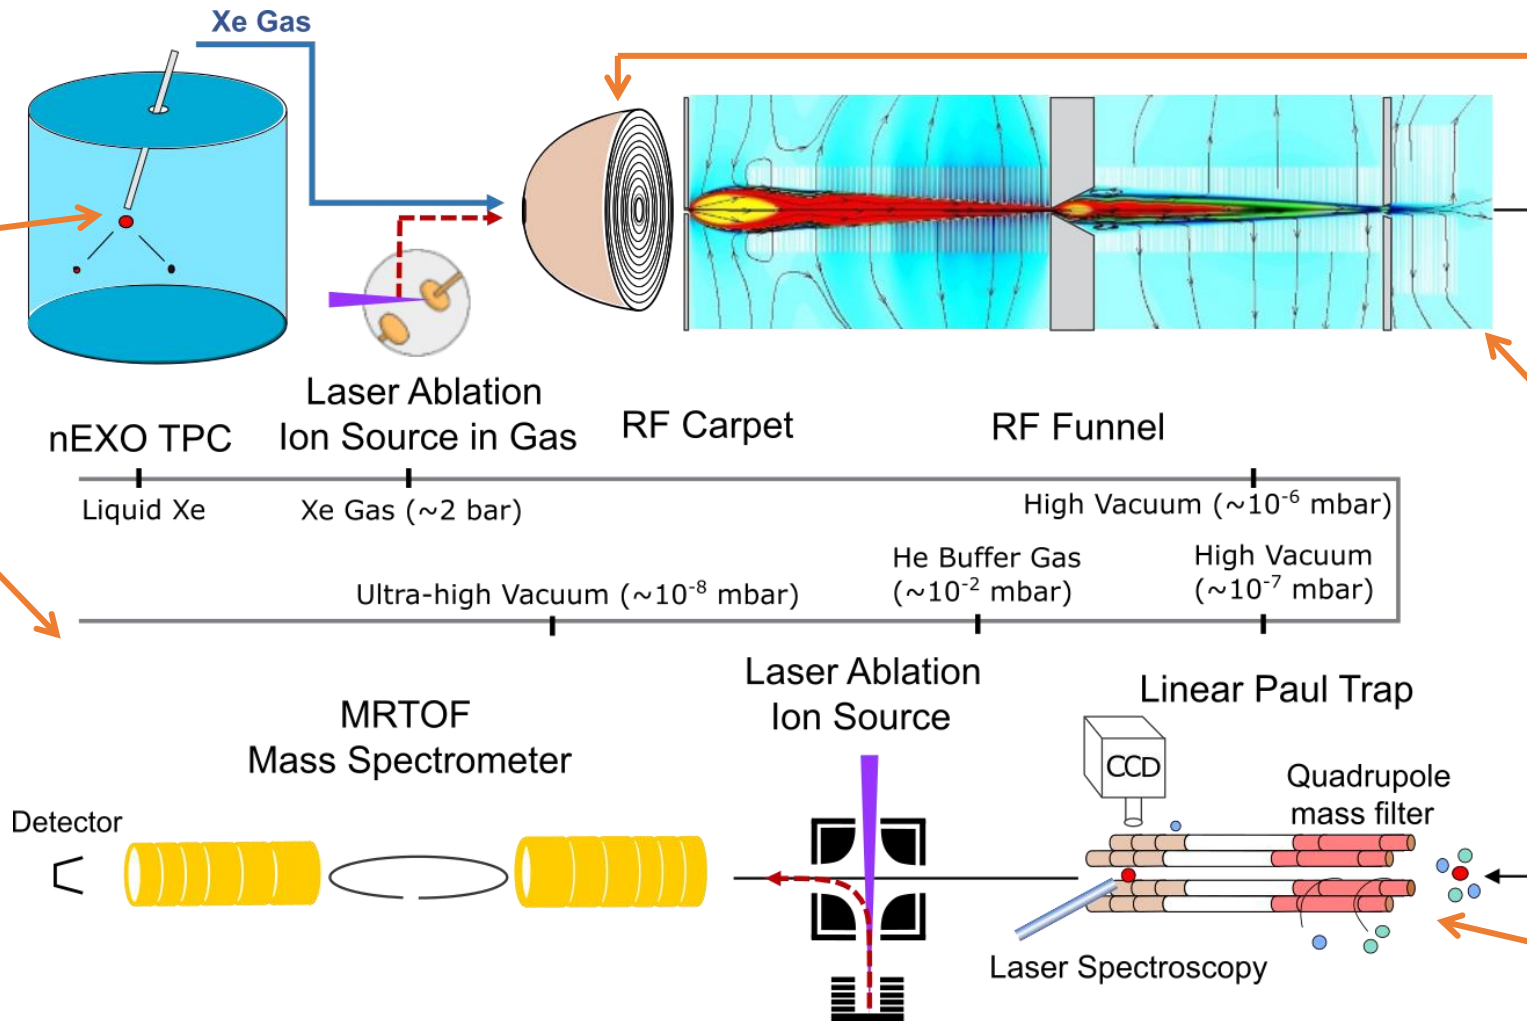 Xe Gas
Laser Ablation
Ion Source in Gas
nEXO TPC
RF Carpet
RF Funnel
Liquid Xe
Xe Gas (~2 bar)
High Vacuum (~10⁻⁶ mbar)
Ultra-high Vacuum (~10⁻⁸ mbar)
He Buffer Gas
(~10⁻² mbar)
High Vacuum
(~10⁻⁷ mbar)
MRTOF
Mass Spectrometer
Laser Ablation
Ion Source
Linear Paul Trap
CCD
Quadrupole
mass filter
Detector
Laser Spectroscopy